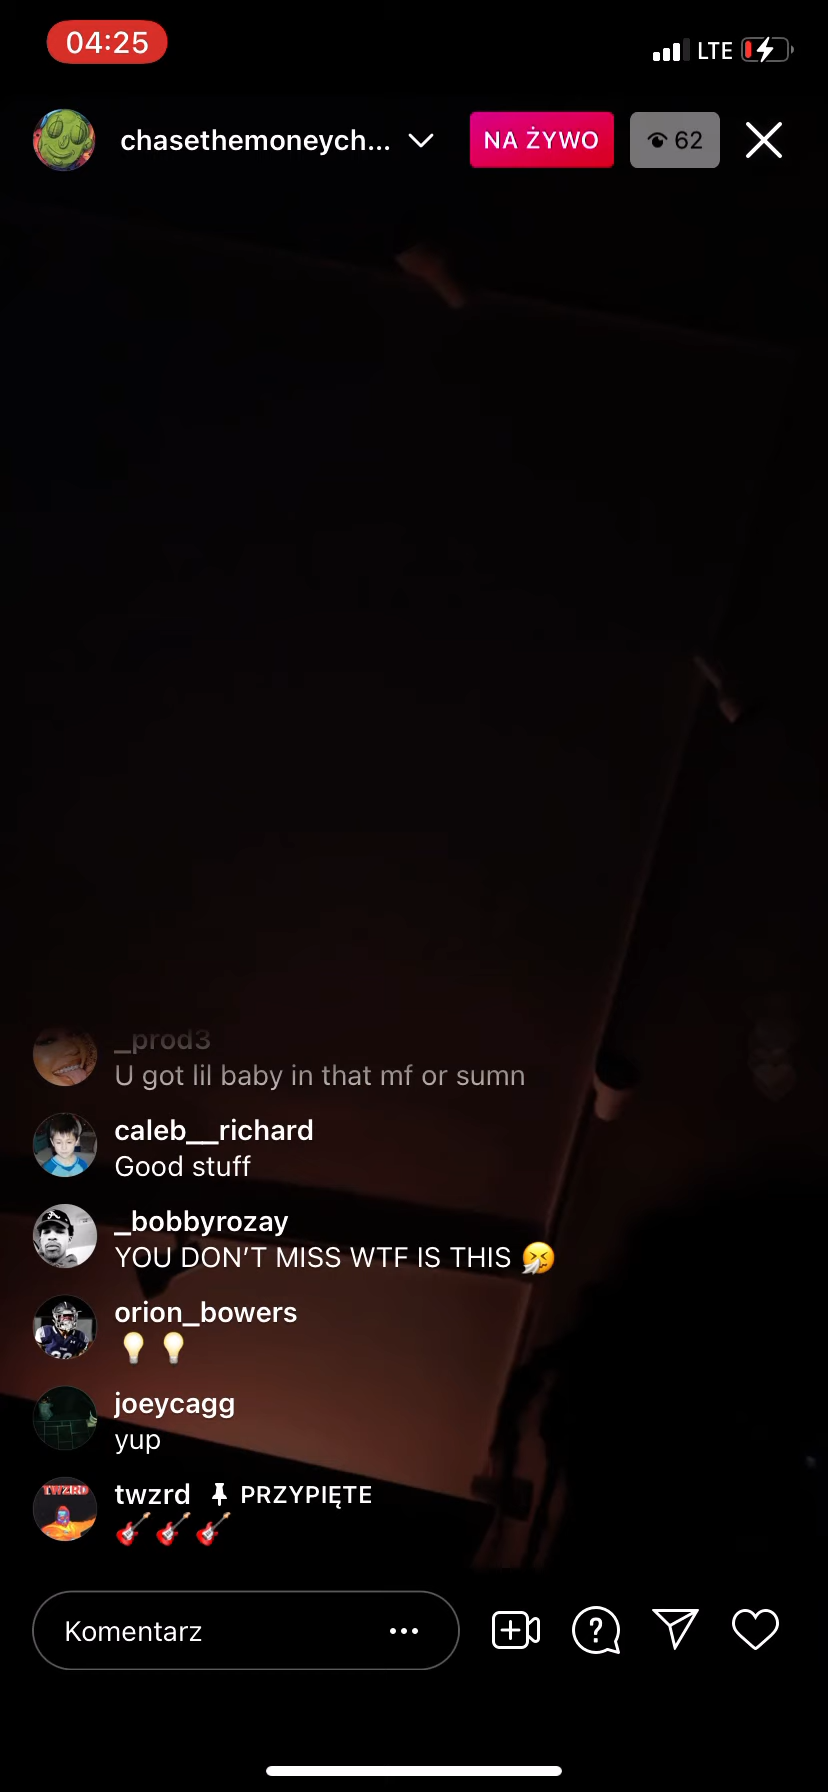 04:25
LTE
chasethemoneych...
NA ŻYWO
62
_prod3
U got lil baby in that mf or sumn
caleb__richard
Good stuff
_bobbyrozay
YOU DON'T MISS WTF IS THIS 🤧
orion_bowers
💡 💡
joeycagg
yup
TWZRD
twzrd 📌 PRZYPIĘTE
🎸 🎸 🎸
Komentarz